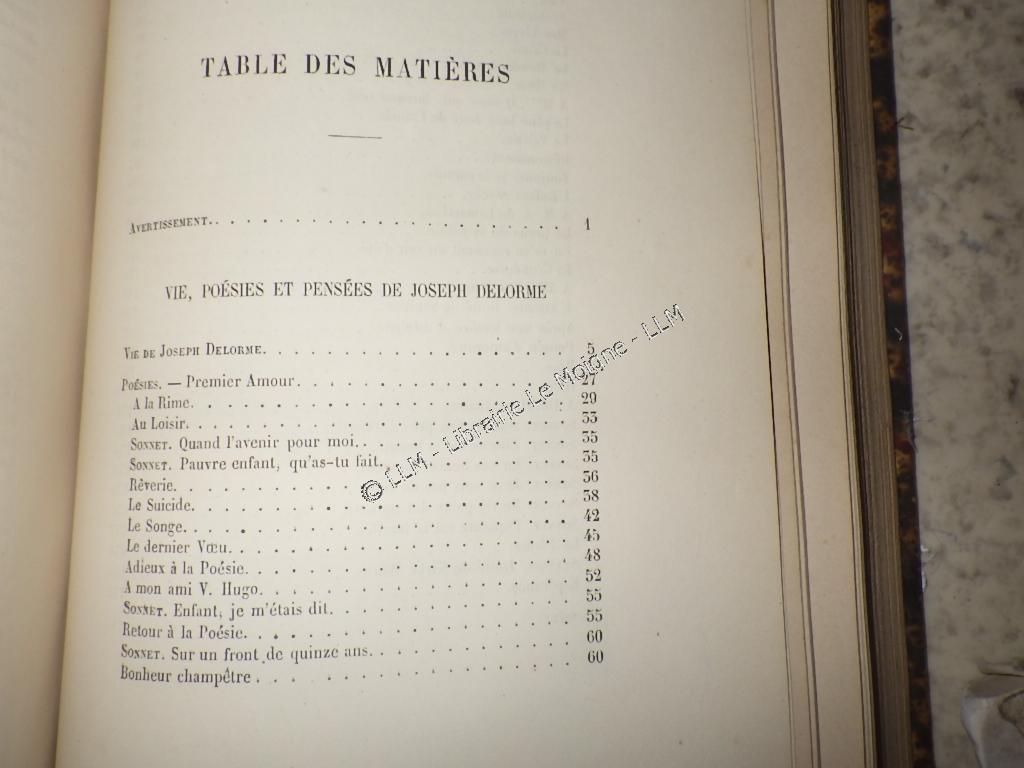 TABLE DES MATIÈRES
AVERTISSEMENT. . . . . . . . . . . . . . . . . . 1
VIE, POÉSIES ET PENSÉES DE JOSEPH DELORME
VIE DE JOSEPH DELORME. . . . . . . . . . . . . . . 5
POÉSIES. — Premier Amour. . . . . . . . . . . . . . 27
A la Rime. . . . . . . . . . . . . . . . . . 29
Au Loisir. . . . . . . . . . . . . . . . . . 33
SONNET. Quand l'avenir pour moi. . . . . . . . . . . 35
SONNET. Pauvre enfant, qu'as-tu fait. . . . . . . . . . 35
Rêverie. . . . . . . . . . . . . . . . . . 36
Le Suicide. . . . . . . . . . . . . . . . . 38
Le Songe. . . . . . . . . . . . . . . . . . 42
Le dernier Vœu. . . . . . . . . . . . . . . . 45
Adieux à la Poésie. . . . . . . . . . . . . . . 48
A mon ami V. Hugo. . . . . . . . . . . . . . . 52
SONNET. Enfant, je m'étais dit. . . . . . . . . . . . 55
Retour à la Poésie. . . . . . . . . . . . . . . 55
SONNET. Sur un front de quinze ans. . . . . . . . . . 60
Bonheur champêtre . . . . . . . . . . . . . . . 60
© LLM - Librairie Le Moigne - LLM